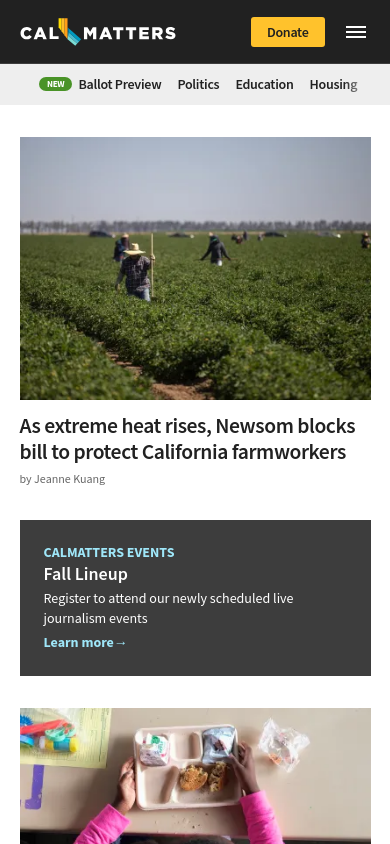 CAL MATTERS
Donate
NEW Ballot Preview Politics Education Housing
As extreme heat rises, Newsom blocks
bill to protect California farmworkers
by Jeanne Kuang
CALMATTERS EVENTS
Fall Lineup
Register to attend our newly scheduled live
journalism events
Learn more→